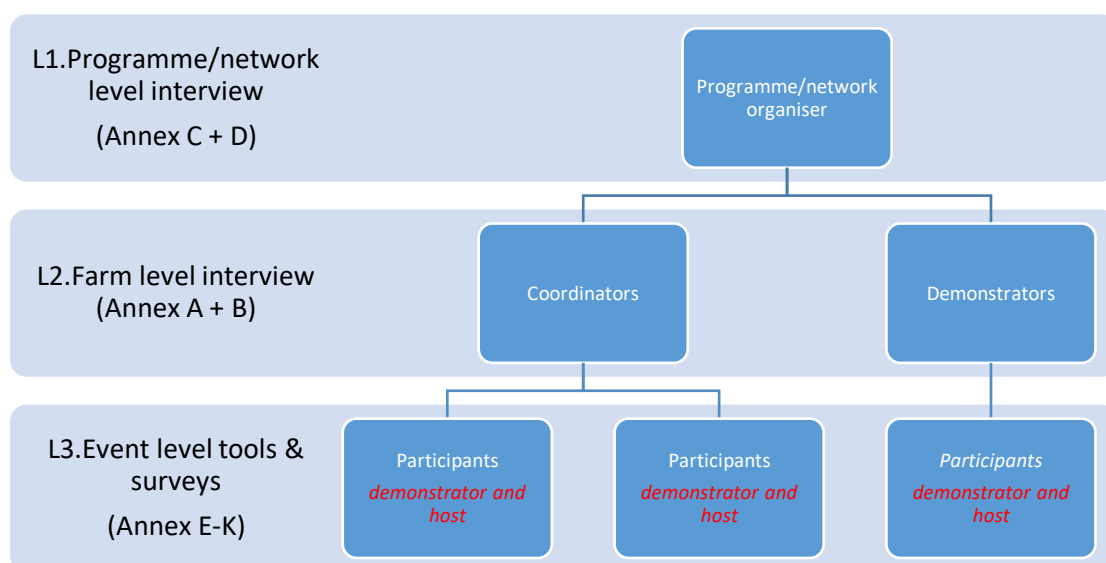 L1.Programme/network
level interview
(Annex C + D)
Programme/network
organiser
L2.Farm level interview
(Annex A + B)
Coordinators
Demonstrators
L3.Event level tools &
surveys
(Annex E-K)
Participants
demonstrator and
host
Participants
demonstrator and
host
Participants
demonstrator and
host